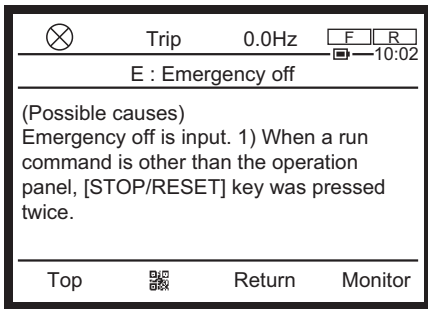 Trip 0.0Hz F R
10:02
E : Emergency off
(Possible causes)
Emergency off is input. 1) When a run
command is other than the operation
panel, [STOP/RESET] key was pressed
twice.
Top Return Monitor